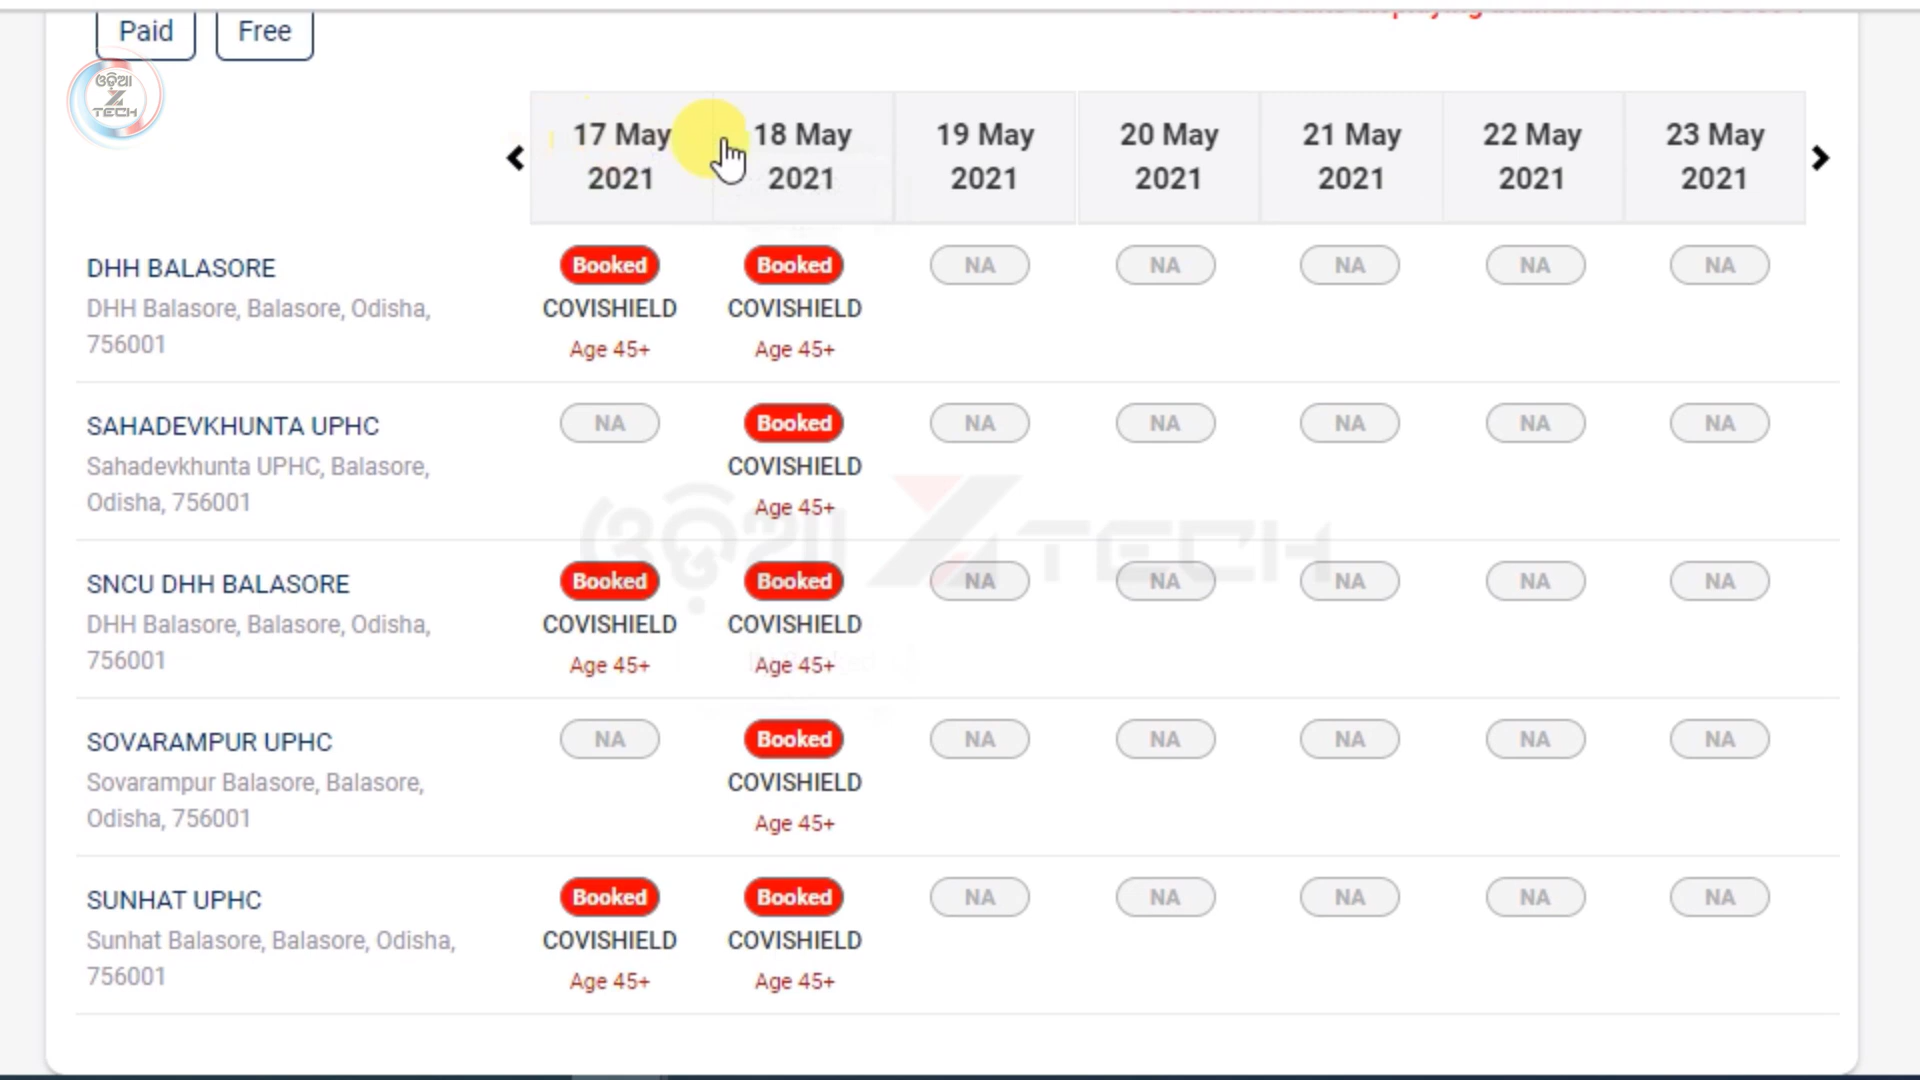 Paid Free
ଓଡ଼ିଆ
Z
TECH
17 May 2021 18 May 2021 19 May 2021 20 May 2021 21 May 2021 22 May 2021 23 May 2021
DHH BALASORE Booked Booked NA NA NA NA NA
DHH Balasore, Balasore, Odisha, COVISHIELD COVISHIELD
756001 Age 45+ Age 45+
SAHADEVKHUNTA UPHC NA Booked NA NA NA NA NA
Sahadevkhunta UPHC, Balasore, COVISHIELD
Odisha, 756001 Age 45+
ଓଡ଼ିଆ Z TECH
SNCU DHH BALASORE Booked Booked NA NA NA NA NA
DHH Balasore, Balasore, Odisha, COVISHIELD COVISHIELD
756001 Age 45+ Age 45+
SOVARAMPUR UPHC NA Booked NA NA NA NA NA
Sovarampur Balasore, Balasore, COVISHIELD
Odisha, 756001 Age 45+
SUNHAT UPHC Booked Booked NA NA NA NA NA
Sunhat Balasore, Balasore, Odisha, COVISHIELD COVISHIELD
756001 Age 45+ Age 45+